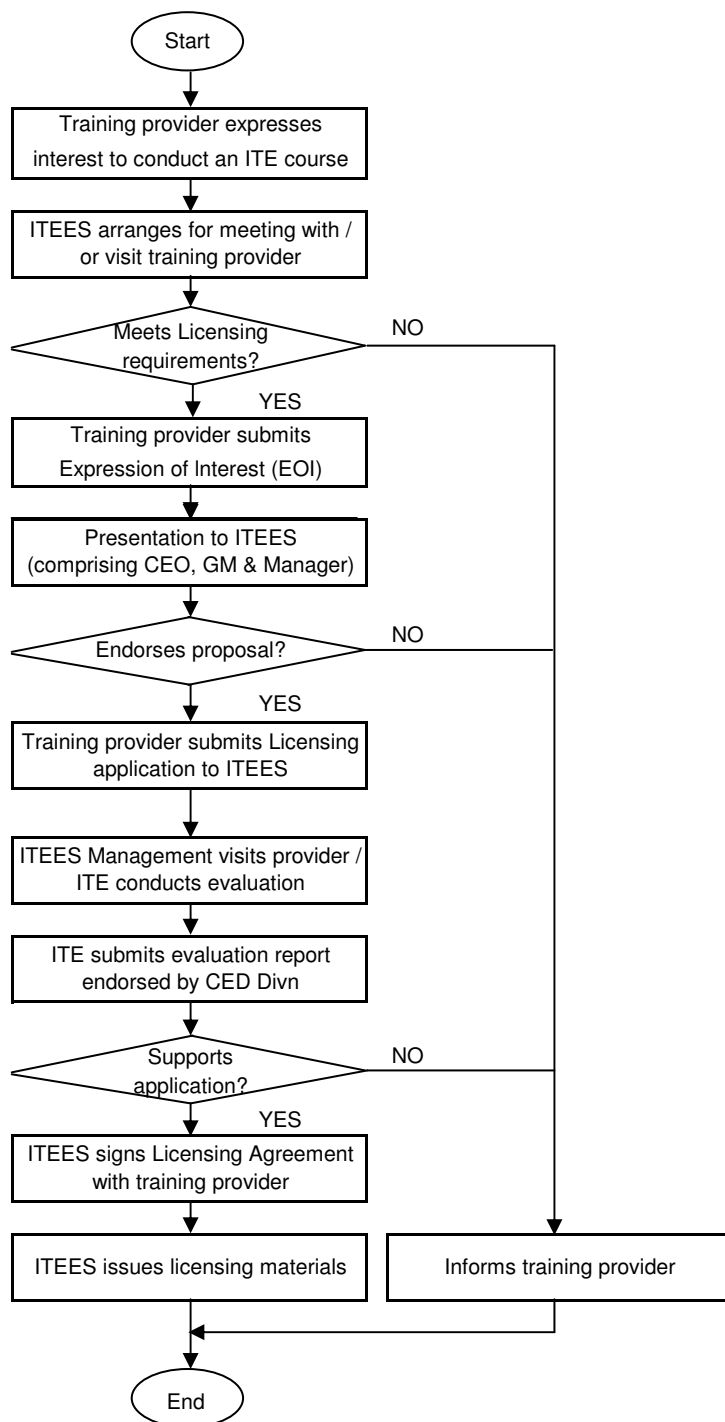 Start
Training provider expresses
interest to conduct an ITE course
ITEES arranges for meeting with /
or visit training provider
Meets Licensing
requirements?
NO
YES
Training provider submits
Expression of Interest (EOI)
Presentation to ITEES
(comprising CEO, GM & Manager)
Endorses proposal?
NO
YES
Training provider submits Licensing
application to ITEES
ITEES Management visits provider /
ITE conducts evaluation
ITE submits evaluation report
endorsed by CED Divn
Supports
application?
NO
YES
ITEES signs Licensing Agreement
with training provider
ITEES issues licensing materials
Informs training provider
End